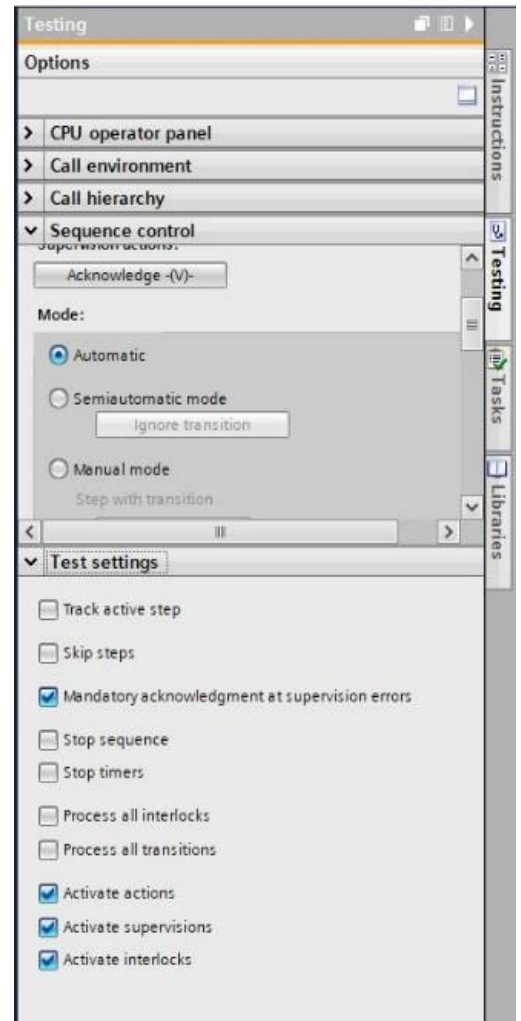 Testing
Options
CPU operator panel
Call environment
Call hierarchy
Sequence control
Supervision actions:
Acknowledge -(V)-
Mode:
Automatic
Semiautomatic mode
Ignore transition
Manual mode
Step with transition
Test settings
Track active step
Skip steps
Mandatory acknowledgment at supervision errors
Stop sequence
Stop timers
Process all interlocks
Process all transitions
Activate actions
Activate supervisions
Activate interlocks
Instructions
Testing
Tasks
Libraries